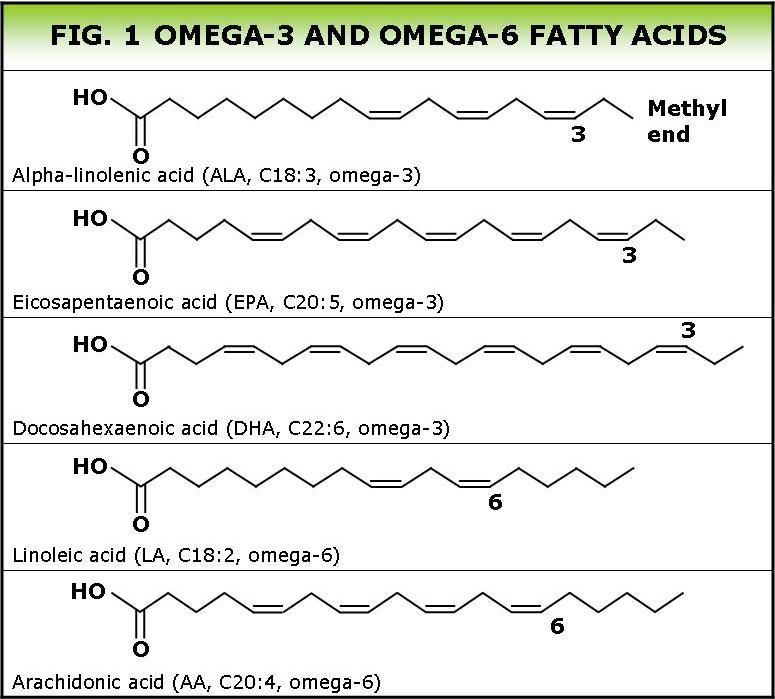 FIG. 1 OMEGA-3 AND OMEGA-6 FATTY ACIDS
HO
Methyl
end
3
O
Alpha-linolenic acid (ALA, C18:3, omega-3)
HO
3
O
Eicosapentaenoic acid (EPA, C20:5, omega-3)
3
HO
O
Docosahexaenoic acid (DHA, C22:6, omega-3)
HO
6
O
Linoleic acid (LA, C18:2, omega-6)
HO
6
O
Arachidonic acid (AA, C20:4, omega-6)